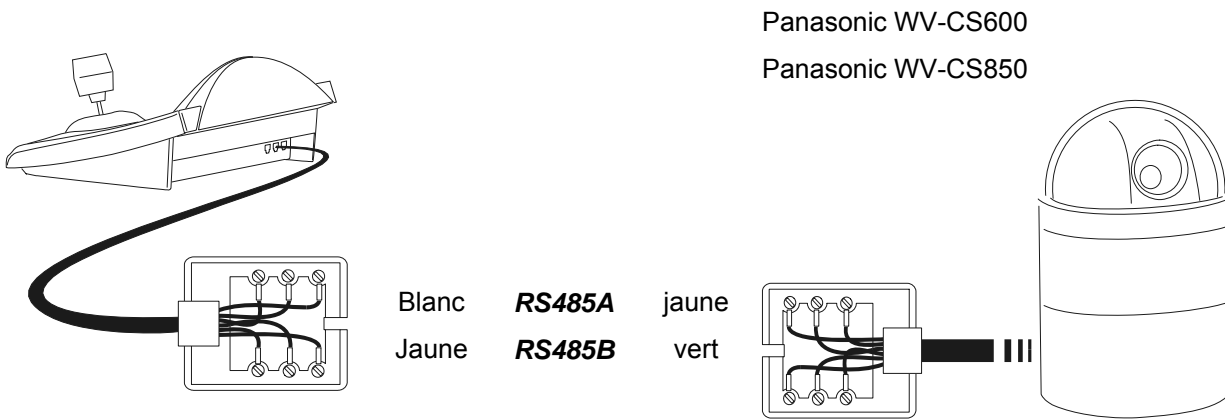 Panasonic WV-CS600
Panasonic WV-CS850
Blanc RS485A jaune
Jaune RS485B vert